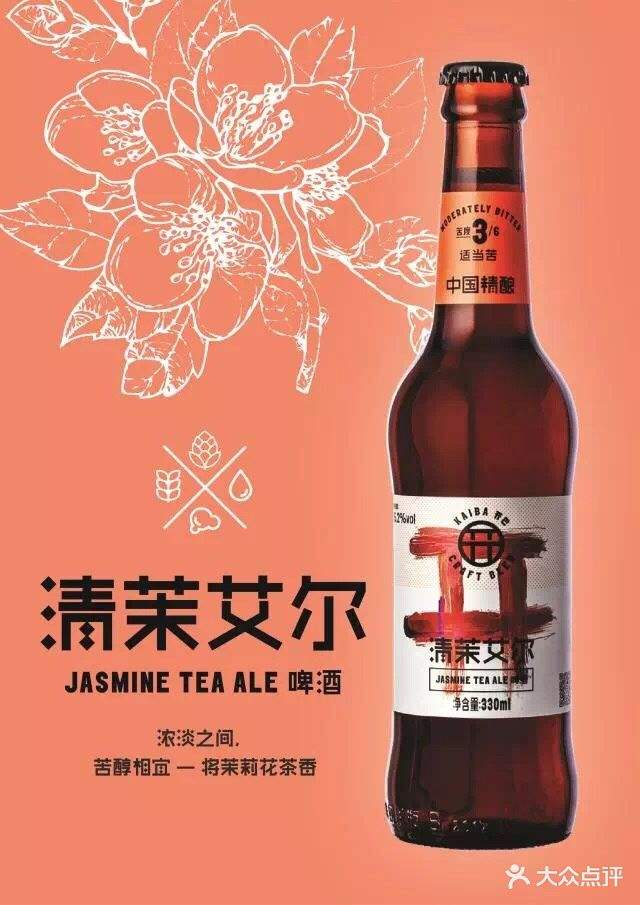 MODERATELY BITTER
苦度 3/6
适当苦
中国精酿
KAIBA 开巴
CRAFT BEER
清茉艾尔
JASMINE TEA ALE
净含量:330ml
清茉艾尔
JASMINE TEA ALE 啤酒
浓淡之间,
苦醇相宜 — 将茉莉花茶香
大众点评